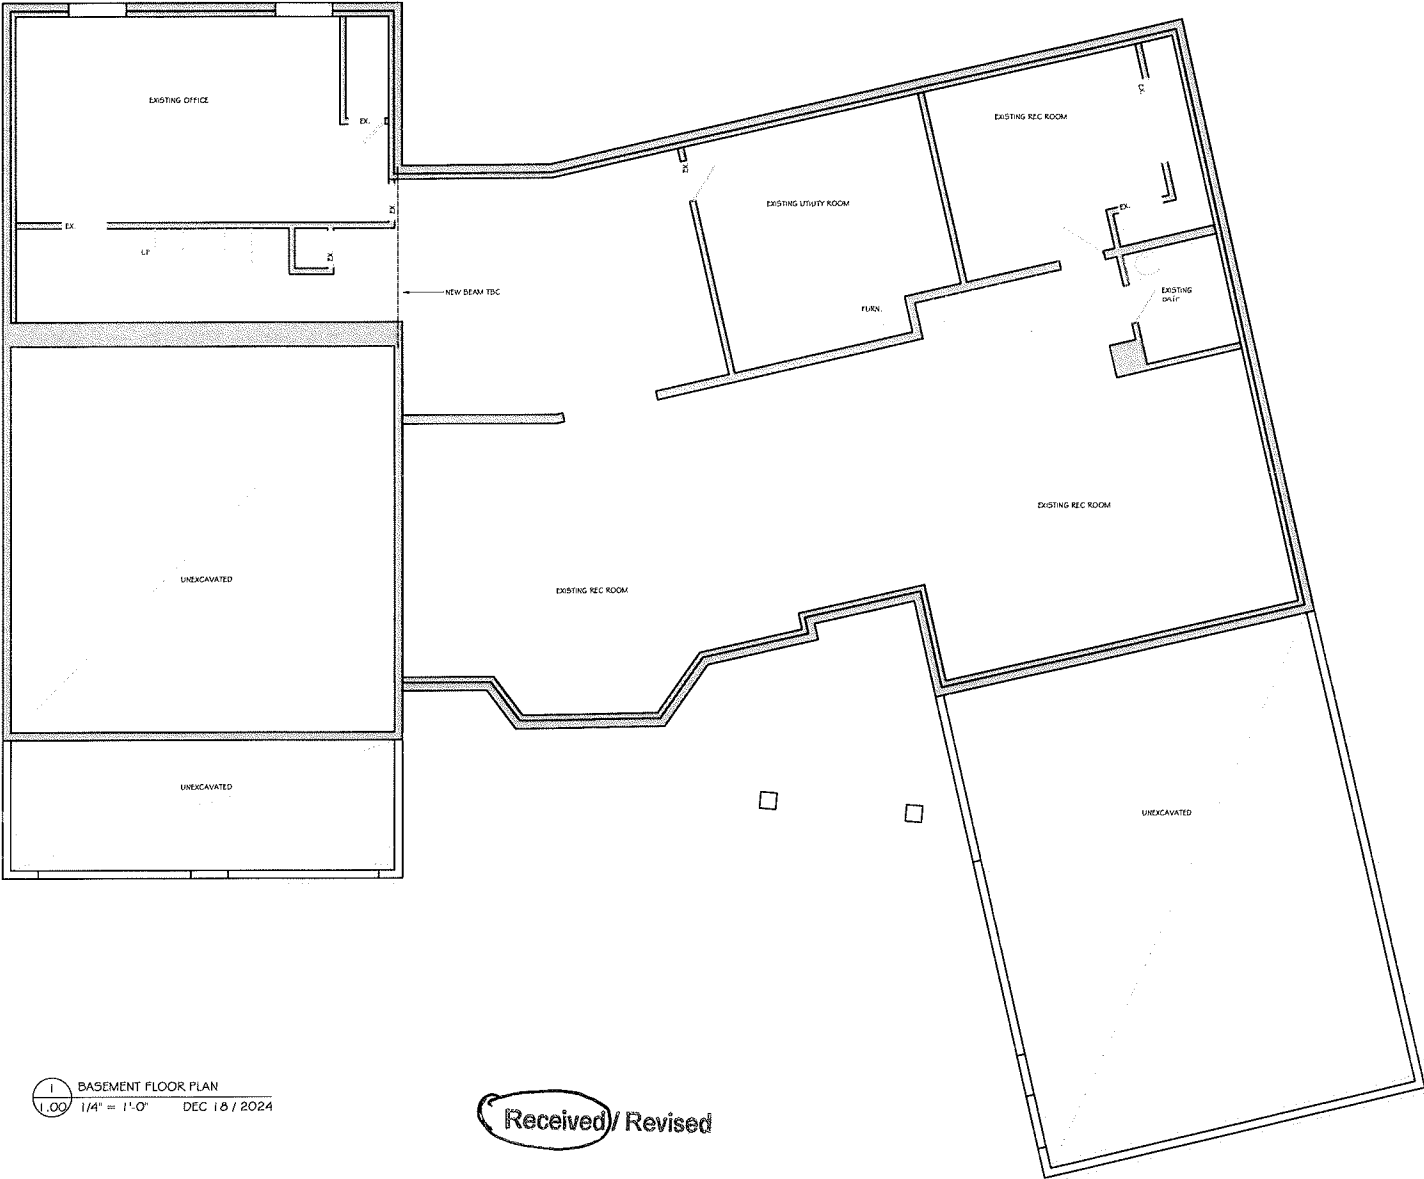 EXISTING OFFICE
EX.
EXISTING REC ROOM
EX.
EX.
EXISTING UTILITY ROOM
EX.
EX.
EX.
EX.
UP
NEW BEAM TBC
EXISTING
FURN.
EXISTING REC ROOM
UNEXCAVATED
EXISTING REC ROOM
UNEXCAVATED
UNEXCAVATED
1 BASEMENT FLOOR PLAN
1.00 1/4" = 1'-0" DEC 18 / 2024
Received / Revised